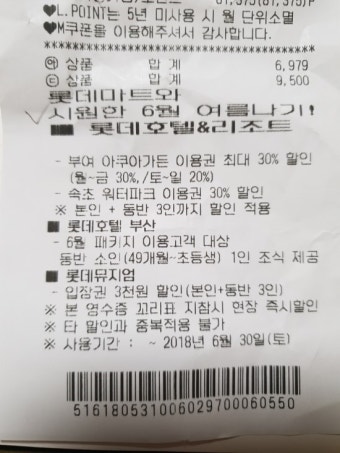 ♥L.POINT는 5년 미사용 시 월 단위소멸
♥M쿠폰을 이용해주셔서 감사합니다.
********************************
㉠ 상품 합 계 6,979
ⓒ 상품 합 계 9,500
롯데마트와
시원한 6월 여름나기!
■■ 롯데호텔&리조트
- 부여 아쿠아가든 이용권 최대 30% 할인
(월~금 30%,/토~일 20%)
- 속초 워터파크 이용권 30% 할인
※ 본인 + 동반 3인까지 할인 적용
■ 롯데호텔 부산
- 6월 패키지 이용고객 대상
동반 소인(49개월~초등생) 1인 조식 제공
■ 롯데뮤지엄
- 입장권 3천원 할인(본인+동반 3인)
※ 본 영수증 꼬리표 지참시 현장 즉시할인
※ 타 할인과 중복적용 불가
※ 사용기간 : ~ 2018년 6월 30일(토)
516180531006029700060550